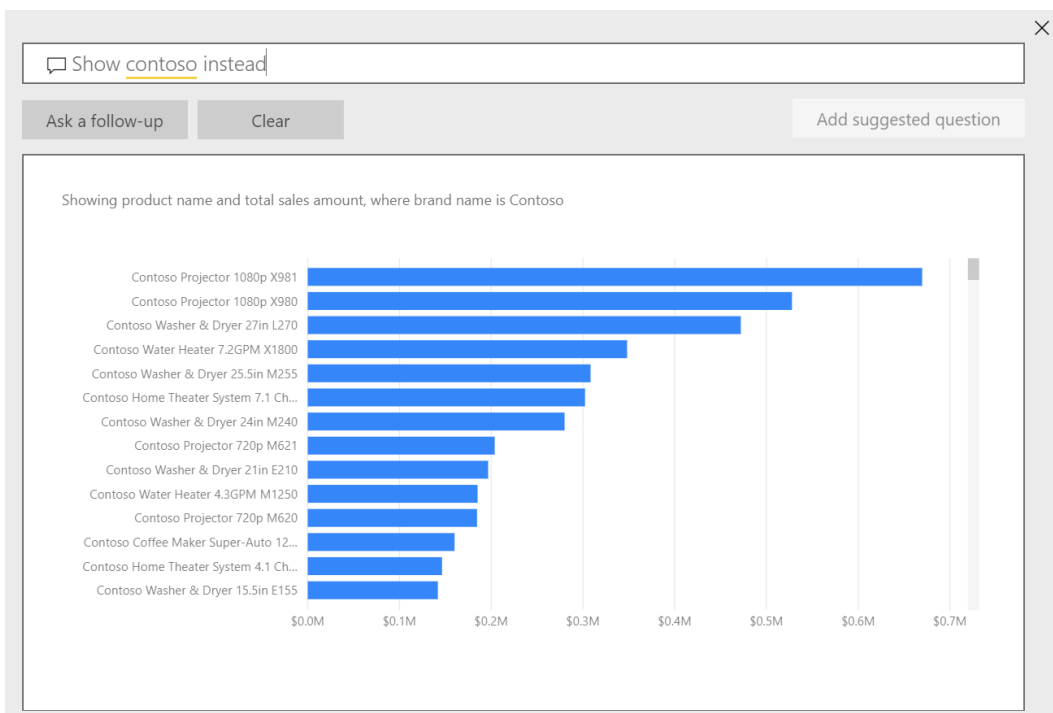 Show contoso instead
Ask a follow-up
Clear
Add suggested question
Showing product name and total sales amount, where brand name is Contoso
Contoso Projector 1080p X981
Contoso Projector 1080p X980
Contoso Washer & Dryer 27in L270
Contoso Water Heater 7.2GPM X1800
Contoso Washer & Dryer 25.5in M255
Contoso Home Theater System 7.1 Ch...
Contoso Washer & Dryer 24in M240
Contoso Projector 720p M621
Contoso Washer & Dryer 21in E210
Contoso Water Heater 4.3GPM M1250
Contoso Projector 720p M620
Contoso Coffee Maker Super-Auto 12...
Contoso Home Theater System 4.1 Ch...
Contoso Washer & Dryer 15.5in E155
$0.0M $0.1M $0.2M $0.3M $0.4M $0.5M $0.6M $0.7M